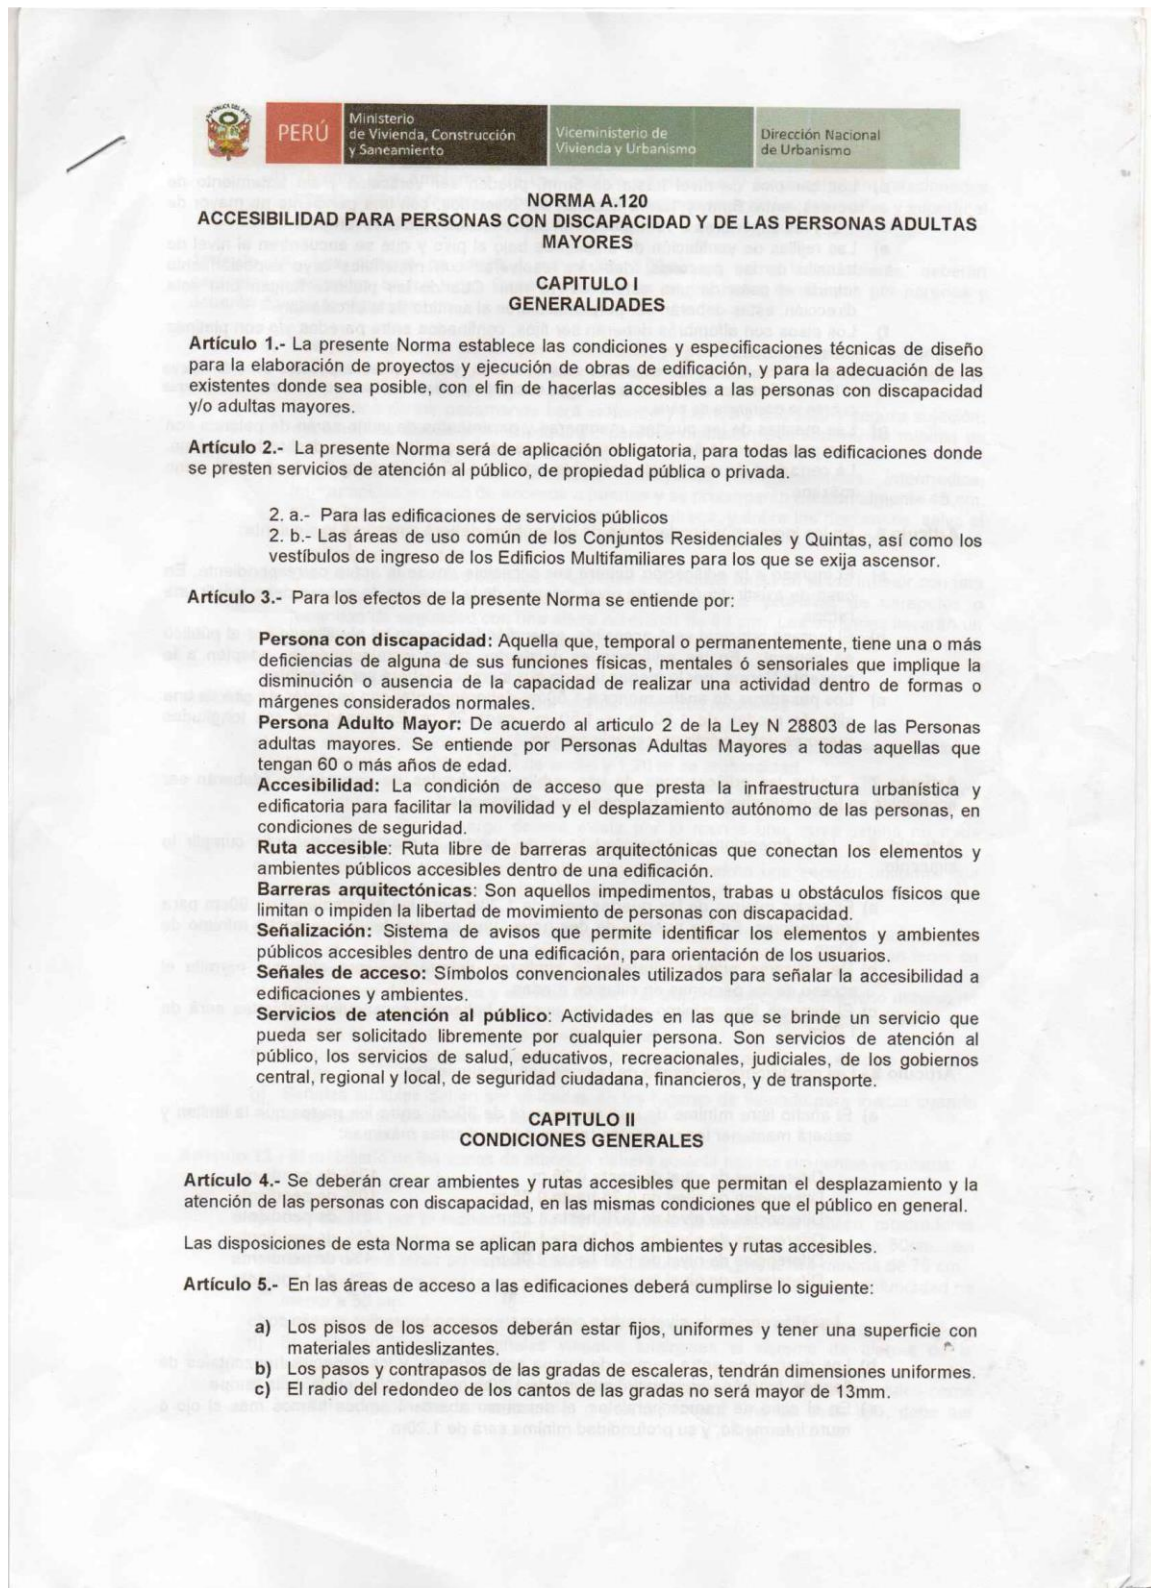 PERÚ
Ministerio
de Vivienda, Construcción
y Saneamiento
Viceministerio de
Vivienda y Urbanismo
Dirección Nacional
de Urbanismo
NORMA A.120
ACCESIBILIDAD PARA PERSONAS CON DISCAPACIDAD Y DE LAS PERSONAS ADULTAS
MAYORES
CAPITULO I
GENERALIDADES
Artículo 1.- La presente Norma establece las condiciones y especificaciones técnicas de diseño
para la elaboración de proyectos y ejecución de obras de edificación, y para la adecuación de las
existentes donde sea posible, con el fin de hacerlas accesibles a las personas con discapacidad
y/o adultas mayores.
Artículo 2.- La presente Norma será de aplicación obligatoria, para todas las edificaciones donde
se presten servicios de atención al público, de propiedad pública o privada.
2. a.- Para las edificaciones de servicios públicos
2. b.- Las áreas de uso común de los Conjuntos Residenciales y Quintas, así como los
vestíbulos de ingreso de los Edificios Multifamiliares para los que se exija ascensor.
Artículo 3.- Para los efectos de la presente Norma se entiende por:
Persona con discapacidad: Aquella que, temporal o permanentemente, tiene una o más
deficiencias de alguna de sus funciones físicas, mentales ó sensoriales que implique la
disminución o ausencia de la capacidad de realizar una actividad dentro de formas o
márgenes considerados normales.
Persona Adulto Mayor: De acuerdo al articulo 2 de la Ley N 28803 de las Personas
adultas mayores. Se entiende por Personas Adultas Mayores a todas aquellas que
tengan 60 o más años de edad.
Accesibilidad: La condición de acceso que presta la infraestructura urbanística y
edificatoria para facilitar la movilidad y el desplazamiento autónomo de las personas, en
condiciones de seguridad.
Ruta accesible: Ruta libre de barreras arquitectónicas que conectan los elementos y
ambientes públicos accesibles dentro de una edificación.
Barreras arquitectónicas: Son aquellos impedimentos, trabas u obstáculos físicos que
limitan o impiden la libertad de movimiento de personas con discapacidad.
Señalización: Sistema de avisos que permite identificar los elementos y ambientes
públicos accesibles dentro de una edificación, para orientación de los usuarios.
Señales de acceso: Símbolos convencionales utilizados para señalar la accesibilidad a
edificaciones y ambientes.
Servicios de atención al público: Actividades en las que se brinde un servicio que
pueda ser solicitado libremente por cualquier persona. Son servicios de atención al
público, los servicios de salud, educativos, recreacionales, judiciales, de los gobiernos
central, regional y local, de seguridad ciudadana, financieros, y de transporte.
CAPITULO II
CONDICIONES GENERALES
Artículo 4.- Se deberán crear ambientes y rutas accesibles que permitan el desplazamiento y la
atención de las personas con discapacidad, en las mismas condiciones que el público en general.
Las disposiciones de esta Norma se aplican para dichos ambientes y rutas accesibles.
Artículo 5.- En las áreas de acceso a las edificaciones deberá cumplirse lo siguiente:
a) Los pisos de los accesos deberán estar fijos, uniformes y tener una superficie con
materiales antideslizantes.
b) Los pasos y contrapasos de las gradas de escaleras, tendrán dimensiones uniformes.
c) El radio del redondeo de los cantos de las gradas no será mayor de 13mm.